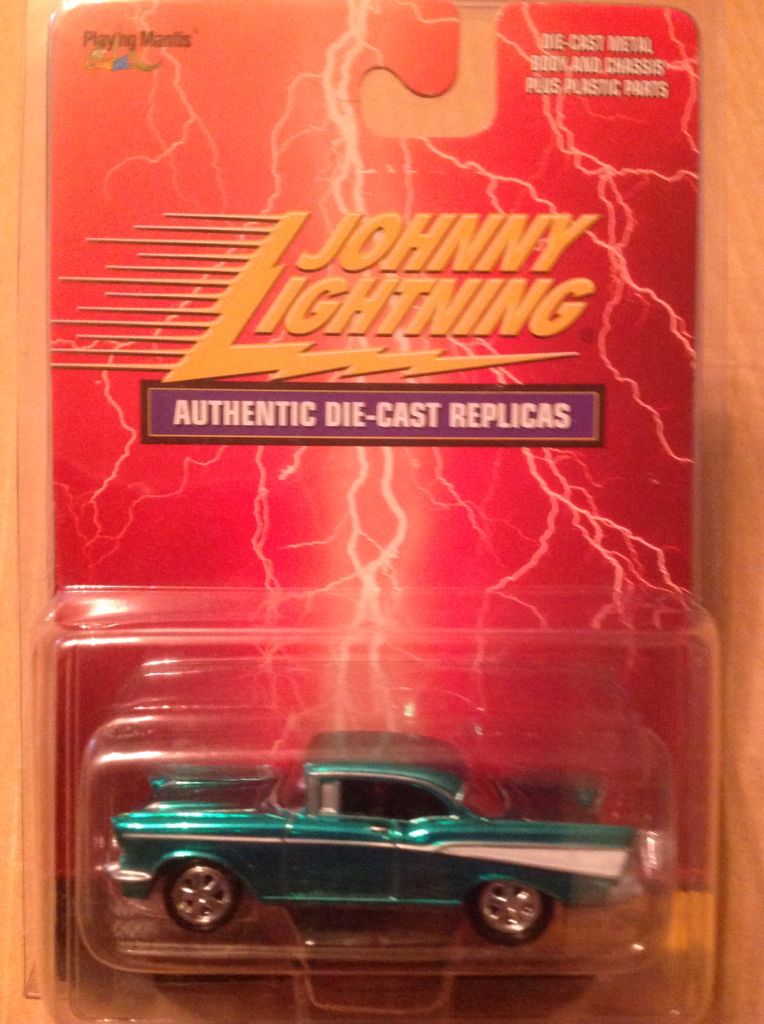 Playing Mantis
DIE-CAST METAL
BODY AND CHASSIS
PLUS PLASTIC PARTS
JOHNNY
LIGHTNING®
AUTHENTIC DIE-CAST REPLICAS